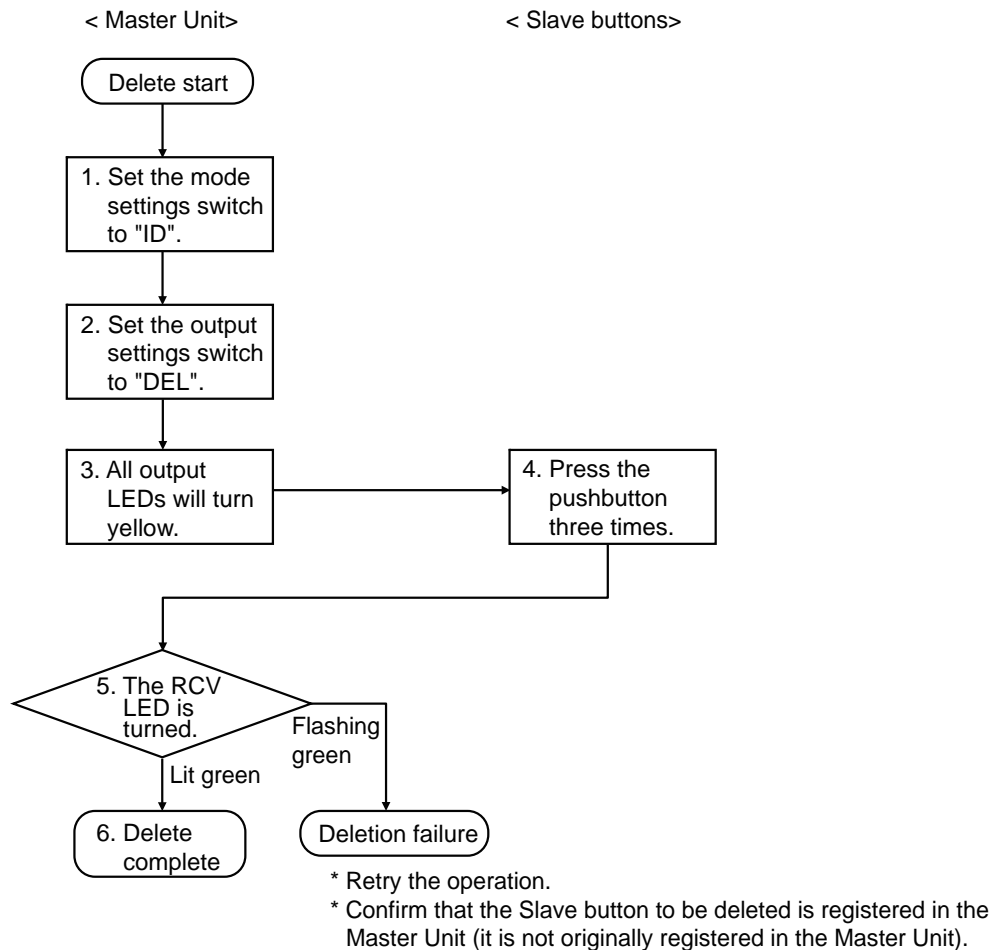 < Master Unit>
< Slave buttons>
Delete start
1. Set the mode
settings switch
to "ID".
2. Set the output
settings switch
to "DEL".
3. All output
LEDs will turn
yellow.
4. Press the
pushbutton
three times.
5. The RCV
LED is
turned.
Flashing
green
Lit green
6. Delete
complete
Deletion failure
* Retry the operation.
* Confirm that the Slave button to be deleted is registered in the
Master Unit (it is not originally registered in the Master Unit).